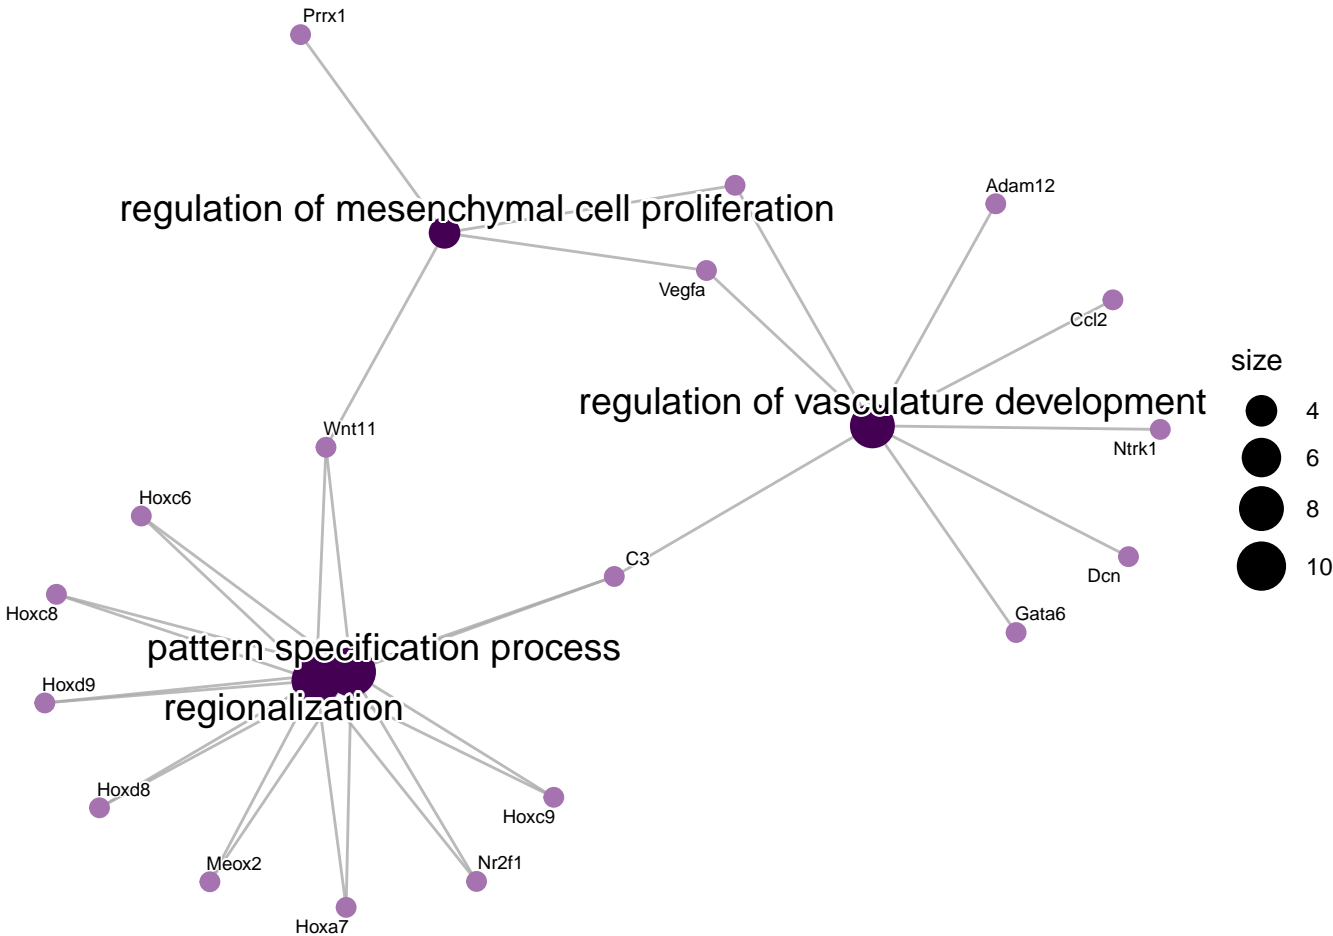 Prrx1
Adam12
regulation of mesenchymal cell proliferation
Vegfa
Ccl2
size
4
regulation of vasculature development
Wnt11
Ntrk1
6
Hoxc6
8
C3
10
Dcn
Hoxc8
Gata6
pattern specification process
Hoxd9
regionalization
Hoxd8
Hoxc9
Meox2
Nr2f1
Hoxa7